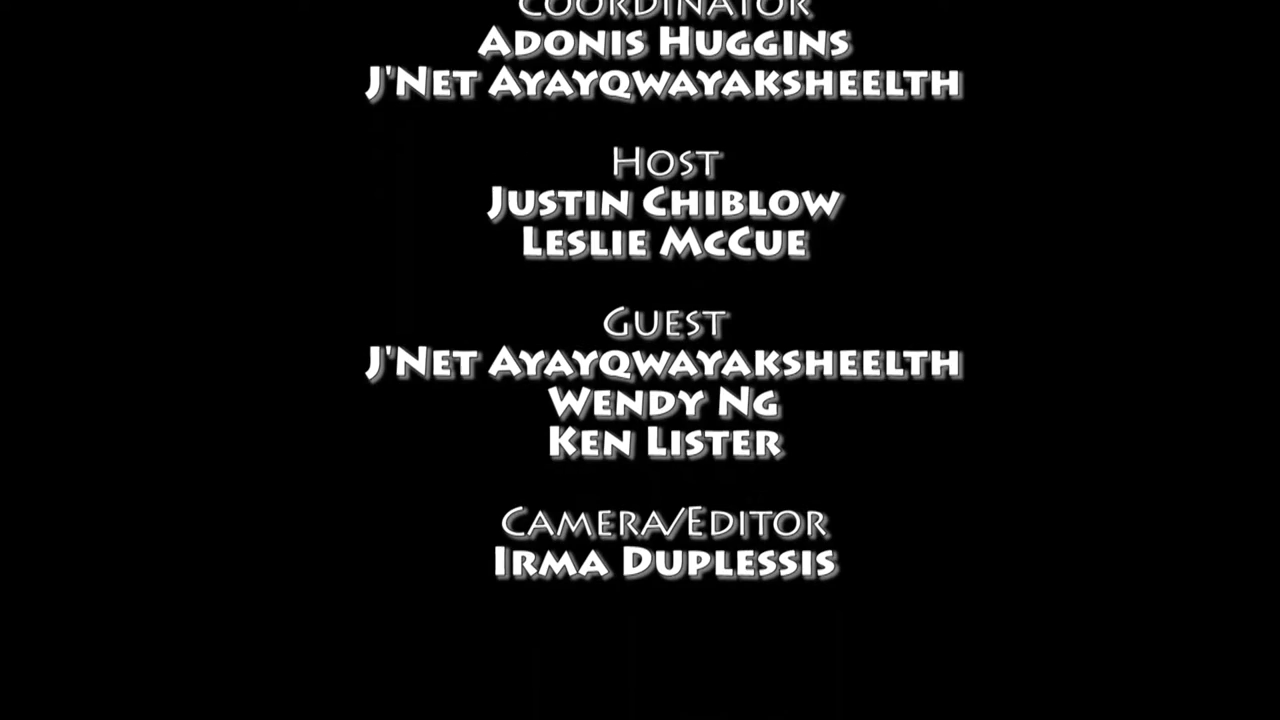 COORDINATOR
ADONIS HUGGINS
J'NET AYAYQWAYAKSHEELTH
HOST
JUSTIN CHIBLOW
LESLIE MCCUE
GUEST
J'NET AYAYQWAYAKSHEELTH
WENDY NG
KEN LISTER
CAMERA/EDITOR
IRMA DUPLESSIS